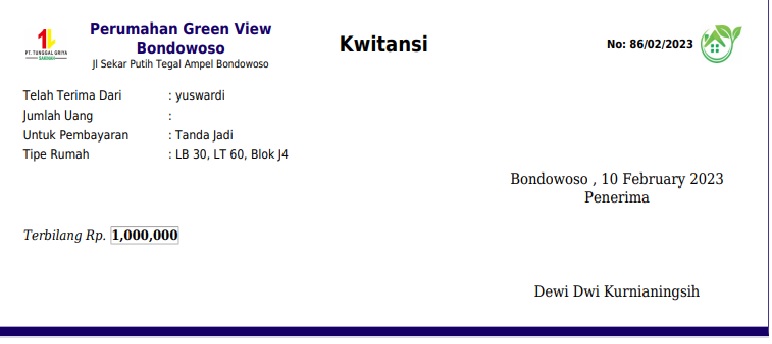 Perumahan Green View
Bondowoso
Jl Sekar Putih Tegal Ampel Bondowoso
PT. TUNGGAL GRIYA
SAKINAH
Kwitansi
No: 86/02/2023
Telah Terima Dari : yuswardi
Jumlah Uang :
Untuk Pembayaran : Tanda Jadi
Tipe Rumah : LB 30, LT 60, Blok J4
Bondowoso , 10 February 2023
Penerima
Terbilang Rp. 1,000,000
Dewi Dwi Kurnianingsih